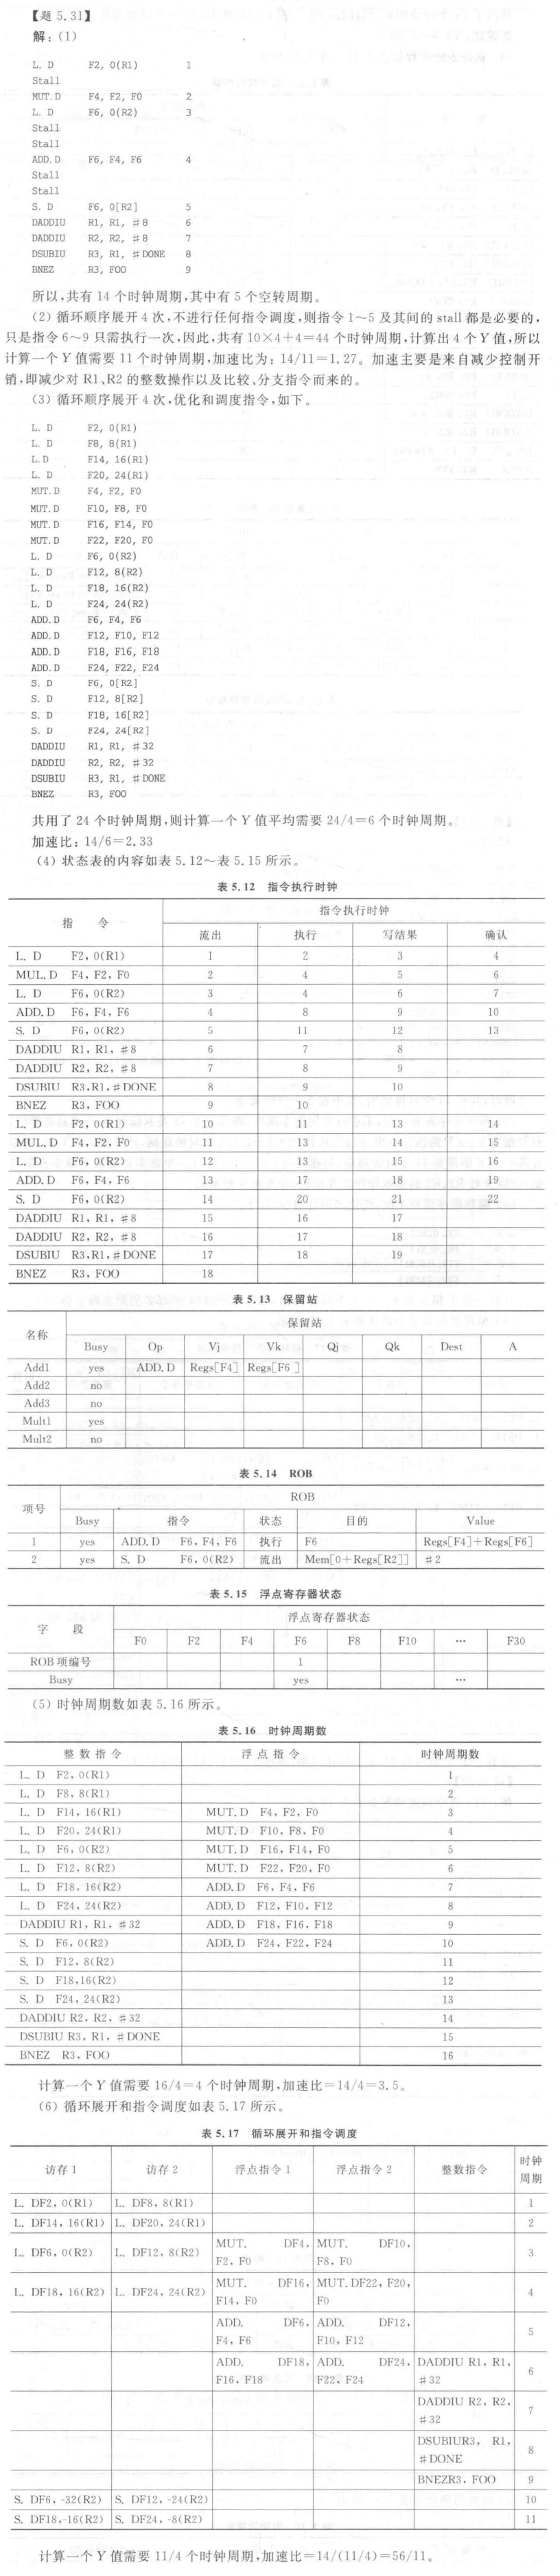 【题 5.31】
解：(1)
L. D F2, 0(R1) 1
Stall
MUT.D F4, F2, F0 2
L. D F6, 0(R2) 3
Stall
Stall
ADD.D F6, F4, F6 4
Stall
Stall
S. D F6, 0[R2] 5
DADDIU R1, R1, #8 6
DADDIU R2, R2, #8 7
DSUBIU R3, R1, #DONE 8
BNEZ R3, FOO 9
所以,共有 14 个时钟周期,其中有 5 个空转周期。
(2) 循环顺序展开 4 次,不进行任何指令调度,则指令 1~5 及其间的 stall 都是必要的,
只是指令 6~9 只需执行一次,因此,共有 10×4+4=44 个时钟周期,计算出 4 个 Y 值,所以
计算一个 Y 值需要 11 个时钟周期,加速比为：14/11=1.27。加速主要是来自减少控制开
销,即减少对 R1、R2 的整数操作以及比较、分支指令而来的。
(3) 循环顺序展开 4 次,优化和调度指令,如下。
L. D F2, 0(R1)
L. D F8, 8(R1)
L.D F14, 16(R1)
L. D F20, 24(R1)
MUT.D F4, F2, F0
MUT.D F10, F8, F0
MUT.D F16, F14, F0
MUT.D F22, F20, F0
L. D F6, 0(R2)
L. D F12, 8(R2)
L. D F18, 16(R2)
L. D F24, 24(R2)
ADD.D F6, F4, F6
ADD.D F12, F10, F12
ADD.D F18, F16, F18
ADD.D F24, F22, F24
S. D F6, 0[R2]
S. D F12, 8[R2]
S. D F18, 16[R2]
S. D F24, 24[R2]
DADDIU R1, R1, #32
DADDIU R2, R2, #32
DSUBIU R3, R1, #DONE
BNEZ R3, FOO
共用了 24 个时钟周期,则计算一个 Y 值平均需要 24/4=6 个时钟周期。
加速比：14/6=2.33
(4) 状态表的内容如表 5.12~表 5.15 所示。
表 5.12 指令执行时钟
指 令 指令执行时钟
流出 执行 写结果 确认
L. D F2, 0(R1) 1 2 3 4
MUL.D F4, F2, F0 2 4 5 6
L. D F6, 0(R2) 3 4 6 7
ADD.D F6, F4, F6 4 8 9 10
S. D F6, 0(R2) 5 11 12 13
DADDIU R1, R1, #8 6 7 8
DADDIU R2, R2, #8 7 8 9
DSUBIU R3,R1,#DONE 8 9 10
BNEZ R3, FOO 9 10
L. D F2, 0(R1) 10 11 13 14
MUL.D F4, F2, F0 11 13 14 15
L. D F6, 0(R2) 12 13 15 16
ADD.D F6, F4, F6 13 17 18 19
S. D F6, 0(R2) 14 20 21 22
DADDIU R1, R1, #8 15 16 17
DADDIU R2, R2, #8 16 17 18
DSUBIU R3,R1,#DONE 17 18 19
BNEZ R3, FOO 18
表 5.13 保留站
名称 保留站
Busy Op Vj Vk Qj Qk Dest A
Add1 yes ADD.D Regs[F4] Regs[F6 ]
Add2 no
Add3 no
Mult1 yes
Mult2 no
表 5.14 ROB
项号 ROB
Busy 指令 状态 目的 Value
1 yes ADD.D F6, F4, F6 执行 F6 Regs[F4]+Regs[F6]
2 yes S. D F6, 0(R2) 流出 Mem[0+Regs[R2]] #2
表 5.15 浮点寄存器状态
字 段 浮点寄存器状态
F0 F2 F4 F6 F8 F10 … F30
ROB 项编号 1
Busy yes …
(5) 时钟周期数如表 5.16 所示。
表 5.16 时钟周期数
整 数 指 令 浮 点 指 令 时钟周期数
L. D F2, 0(R1) 1
L. D F8, 8(R1) 2
L. D F14, 16(R1) MUT.D F4, F2, F0 3
L. D F20, 24(R1) MUT.D F10, F8, F0 4
L. D F6, 0(R2) MUT.D F16, F14, F0 5
L. D F12, 8(R2) MUT.D F22, F20, F0 6
L. D F18, 16(R2) ADD.D F6, F4, F6 7
L. D F24, 24(R2) ADD.D F12, F10, F12 8
DADDIU R1, R1, #32 ADD.D F18, F16, F18 9
S. D F6, 0(R2) ADD.D F24, F22, F24 10
S. D F12, 8(R2) 11
S. D F18,16(R2) 12
S. D F24, 24(R2) 13
DADDIU R2, R2, #32 14
DSUBIU R3, R1, #DONE 15
BNEZ R3, FOO 16
计算一个 Y 值需要 16/4=4 个时钟周期,加速比=14/4=3.5。
(6) 循环展开和指令调度如表 5.17 所示。
表 5.17 循环展开和指令调度
访存 1 访存 2 浮点指令 1 浮点指令 2 整数指令 时钟
周期
L. DF2, 0(R1) L. DF8, 8(R1) 1
L. DF14, 16(R1) L. DF20, 24(R1) 2
L. DF6, 0(R2) L. DF12, 8(R2) MUT. DF4, F2, F0 MUT. DF10, F8, F0 3
L. DF18, 16(R2) L. DF24, 24(R2) MUT. DF16, F14, F0 MUT. DF22, F20, F0 4
ADD. DF6, F4, F6 ADD. DF12, F10, F12 5
ADD. DF18, F16, F18 ADD. DF24, F22, F24 DADDIU R1, R1, #32 6
DADDIU R2, R2, #32 7
DSUBIUR3, R1, #DONE 8
BNEZR3, FOO 9
S. DF6, -32(R2) S. DF12, -24(R2) 10
S. DF18,-16(R2) S. DF24, -8(R2) 11
计算一个 Y 值需要 11/4 个时钟周期,加速比=14/(11/4)=56/11。